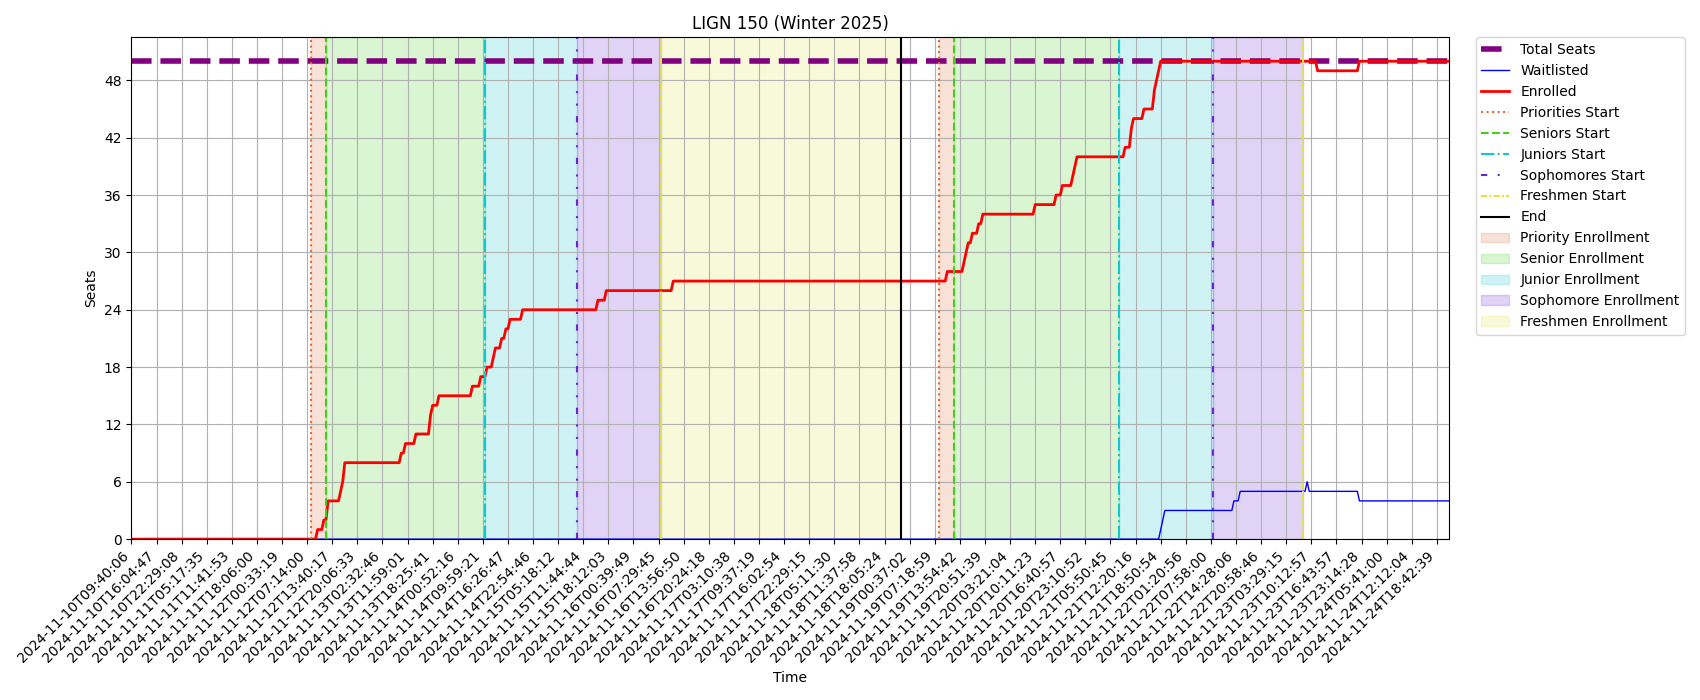 LIGN 150 (Winter 2025)
Seats
48
42
36
30
24
18
12
6
0
2024-11-10T09:40:06
2024-11-10T16:04:47
2024-11-10T22:29:08
2024-11-11T05:17:35
2024-11-11T11:41:53
2024-11-11T18:06:00
2024-11-12T00:33:19
2024-11-12T07:14:00
2024-11-12T13:40:17
2024-11-12T20:06:33
2024-11-13T03:32:46
2024-11-13T11:59:01
2024-11-13T18:25:41
2024-11-14T00:52:16
2024-11-14T09:59:21
2024-11-14T16:26:47
2024-11-14T22:54:46
2024-11-15T05:18:12
2024-11-15T11:44:44
2024-11-15T18:12:03
2024-11-16T00:39:49
2024-11-16T07:29:45
2024-11-16T13:56:50
2024-11-16T20:24:18
2024-11-17T03:10:38
2024-11-17T09:37:19
2024-11-17T16:02:54
2024-11-17T22:29:15
2024-11-18T05:11:30
2024-11-18T11:37:58
2024-11-18T18:05:24
2024-11-19T00:37:02
2024-11-19T07:18:59
2024-11-19T13:54:42
2024-11-19T20:51:39
2024-11-20T03:21:04
2024-11-20T10:11:23
2024-11-20T16:40:57
2024-11-20T23:10:52
2024-11-21T05:50:45
2024-11-21T12:20:16
2024-11-21T18:50:54
2024-11-22T01:20:56
2024-11-22T07:58:00
2024-11-22T14:28:06
2024-11-22T20:58:46
2024-11-23T03:29:15
2024-11-23T10:12:57
2024-11-23T16:43:57
2024-11-23T23:14:28
2024-11-24T05:41:00
2024-11-24T12:12:04
2024-11-24T18:42:39
Time
Total Seats
Waitlisted
Enrolled
Priorities Start
Seniors Start
Juniors Start
Sophomores Start
Freshmen Start
End
Priority Enrollment
Senior Enrollment
Junior Enrollment
Sophomore Enrollment
Freshmen Enrollment